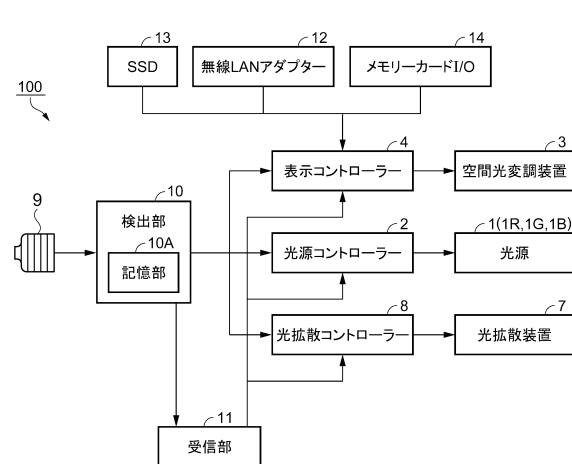 13
12
14
SSD
無線LANアダプター
メモリーカードI/O
100
4
3
表示コントローラー
空間光変調装置
9
10
検出部
10A
記憶部
2
1(1R,1G,1B)
光源コントローラー
光源
8
7
光拡散コントローラー
光拡散装置
11
受信部